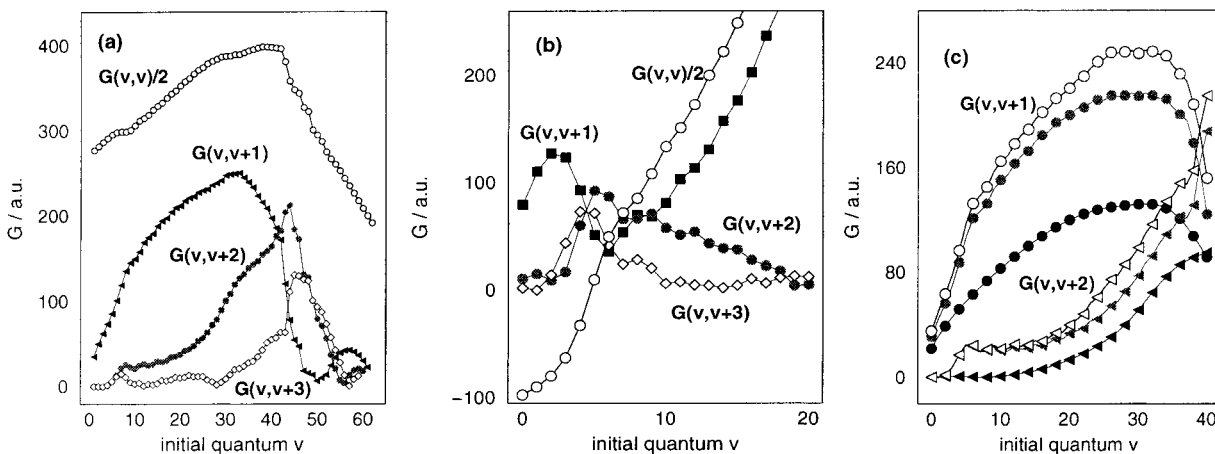 (a)
G / a.u.
400
300
200
100
0
G(v,v)/2
G(v,v+1)
G(v,v+2)
G(v,v+3)
0 10 20 30 40 50 60
initial quantum v
(b)
G / a.u.
200
100
0
−100
G(v,v)/2
G(v,v+1)
G(v,v+2)
G(v,v+3)
0 10 20
initial quantum v
(c)
G / a.u.
240
160
80
0
G(v,v+1)
G(v,v+2)
0 10 20 30 40
initial quantum v